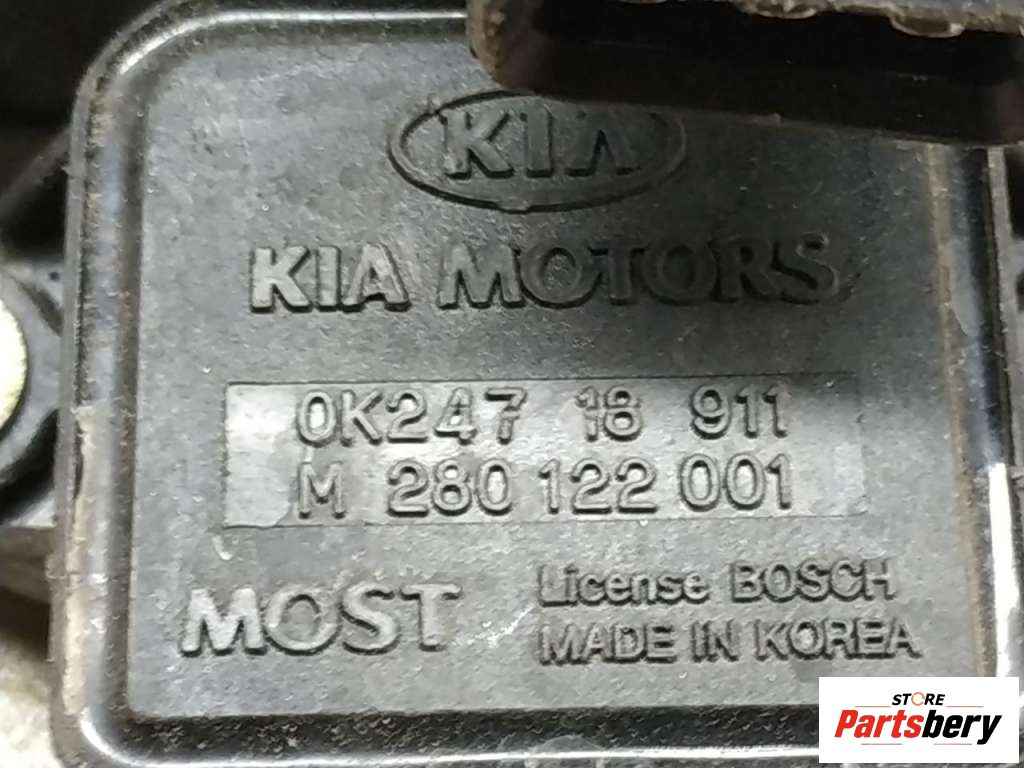 KIA
KIA MOTORS
0K247 18 911
M 280 122 001
MOST
License BOSCH
MADE IN KOREA
STORE
Partsbery